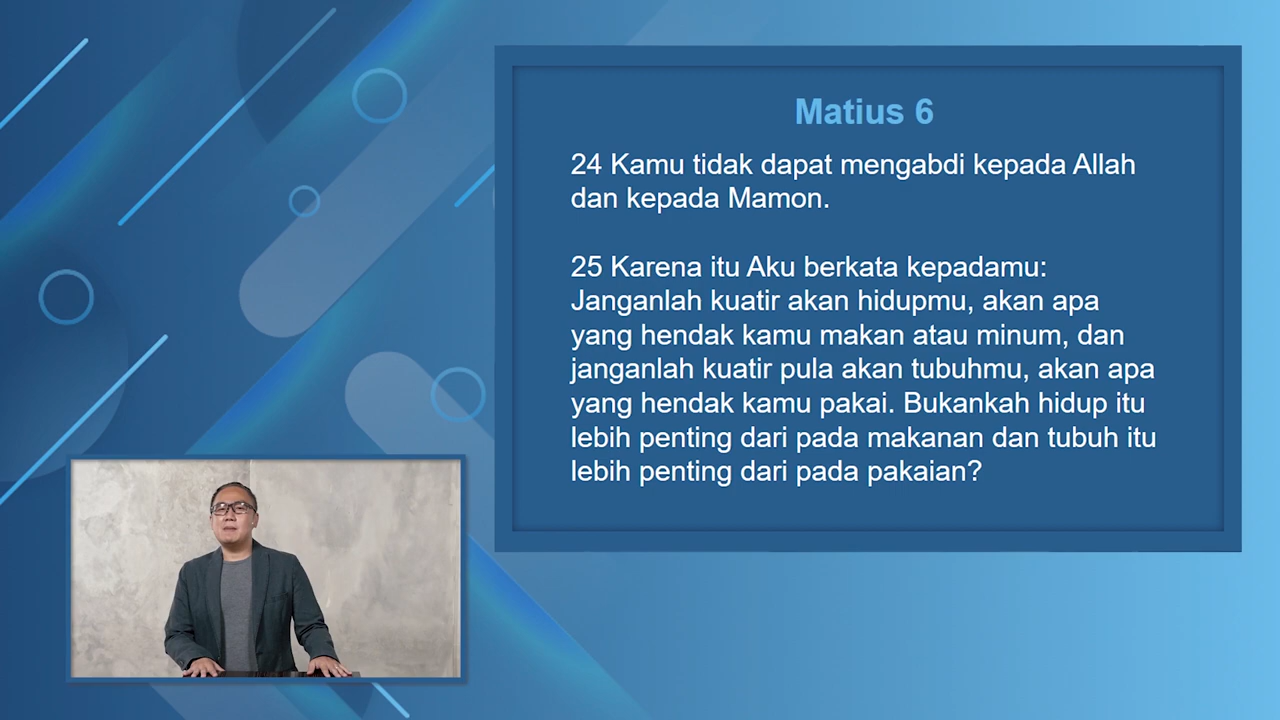 Matius 6
24 Kamu tidak dapat mengabdi kepada Allah
dan kepada Mamon.
25 Karena itu Aku berkata kepadamu:
Janganlah kuatir akan hidupmu, akan apa
yang hendak kamu makan atau minum, dan
janganlah kuatir pula akan tubuhmu, akan apa
yang hendak kamu pakai. Bukankah hidup itu
lebih penting dari pada makanan dan tubuh itu
lebih penting dari pada pakaian?